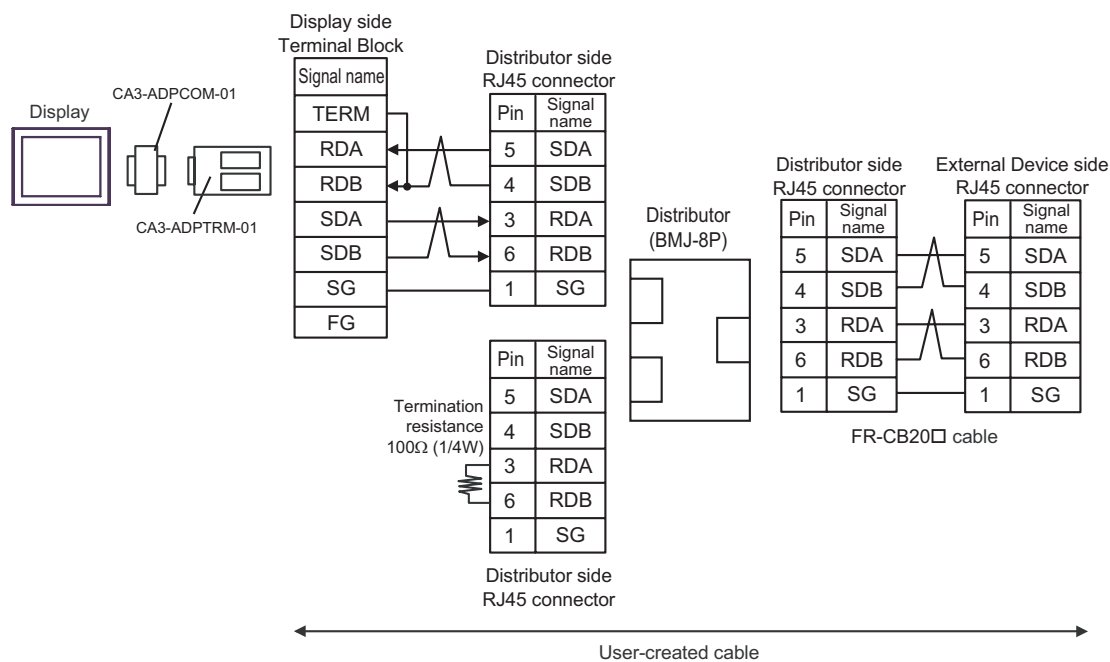 Display side
Terminal Block
Signal name
TERM
RDA
RDB
SDA
SDB
SG
FG
Display
CA3-ADPCOM-01
CA3-ADPTRM-01
Distributor side
RJ45 connector
Pin Signal name
5 SDA
4 SDB
3 RDA
6 RDB
1 SG
Termination
resistance
100Ω (1/4W)
Pin Signal name
5 SDA
4 SDB
3 RDA
6 RDB
1 SG
Distributor side
RJ45 connector
Distributor
(BMJ-8P)
Distributor side
RJ45 connector
Pin Signal name
5 SDA
4 SDB
3 RDA
6 RDB
1 SG
External Device side
RJ45 connector
Pin Signal name
5 SDA
4 SDB
3 RDA
6 RDB
1 SG
FR-CB20□ cable
User-created cable